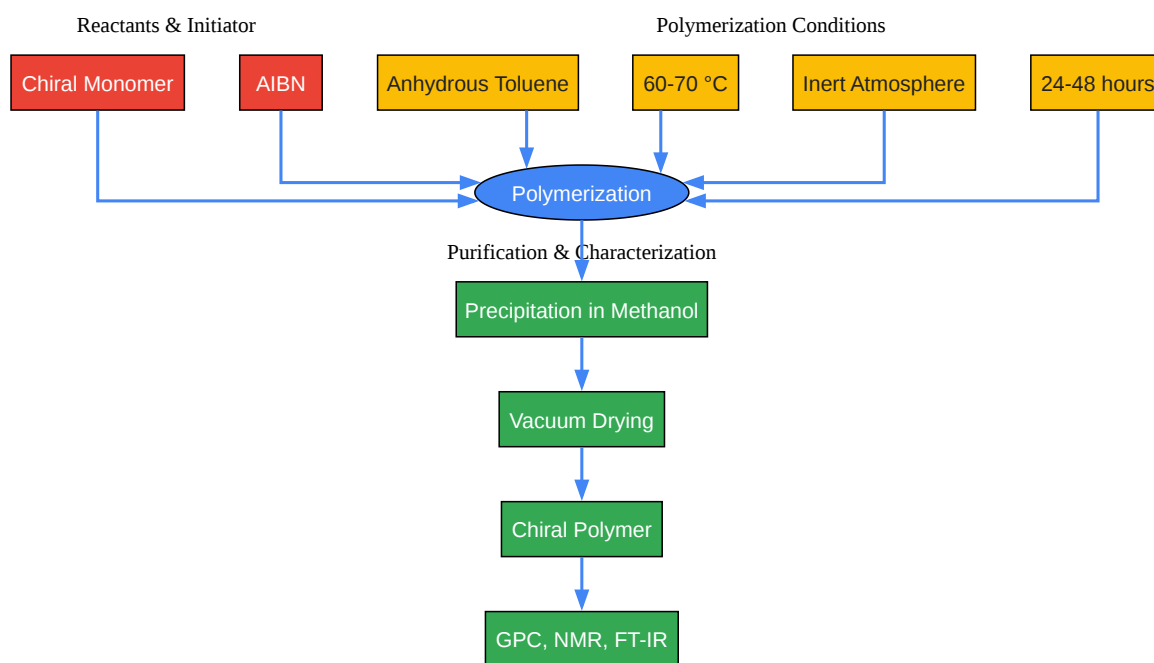 Reactants & Initiator
Polymerization Conditions
Chiral Monomer
AIBN
Anhydrous Toluene
60-70 °C
Inert Atmosphere
24-48 hours
Polymerization
Purification & Characterization
Precipitation in Methanol
Vacuum Drying
Chiral Polymer
GPC, NMR, FT-IR